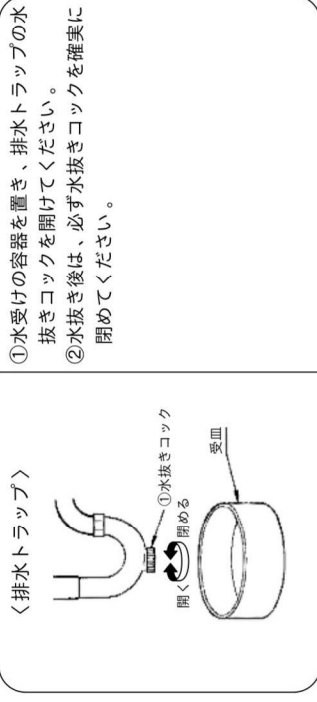 〈排水トラップ〉
①水抜きコック
開く
閉める
受皿
①水受けの容器を置き、排水トラップの水
抜きコックを開けてください。
②水抜き後は、必ず水抜きコックを確実に
閉めてください。